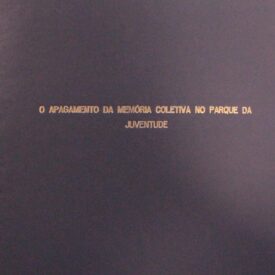 O APAGAMENTO DA MEMÓRIA COLETIVA NO PARQUE DA
JUVENTUDE